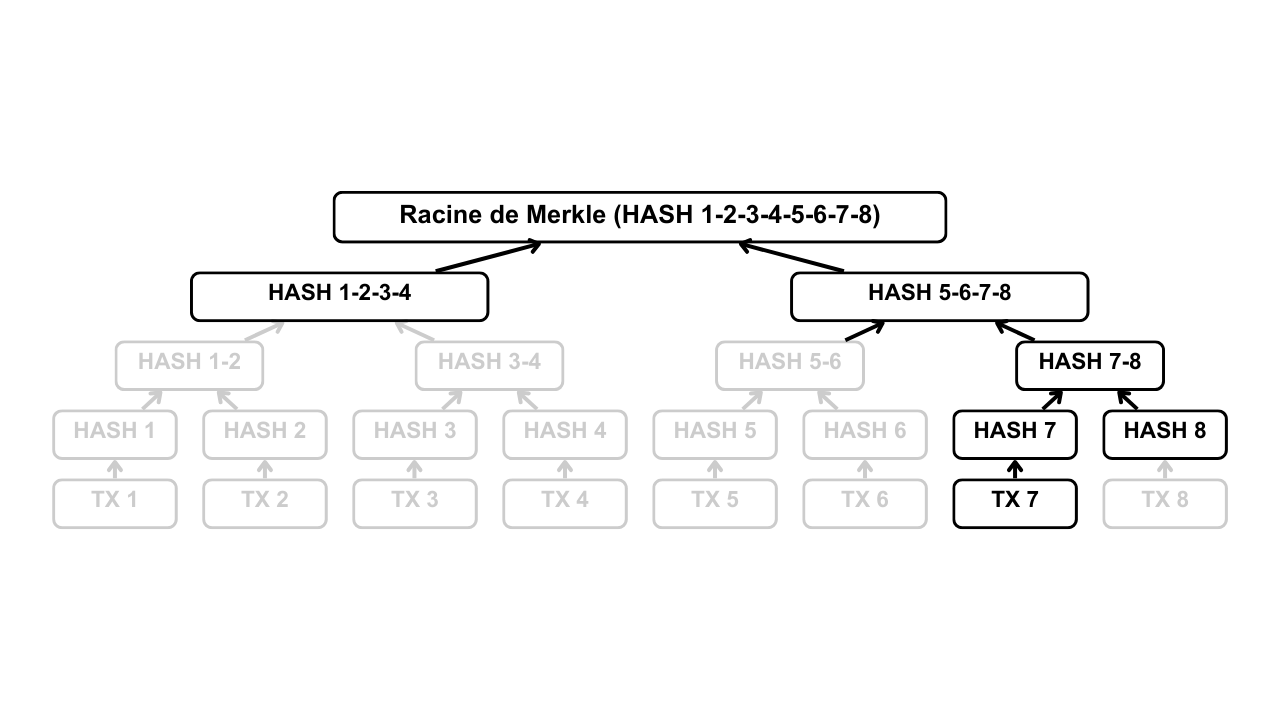 Racine de Merkle (HASH 1-2-3-4-5-6-7-8)
HASH 1-2-3-4
HASH 5-6-7-8
HASH 1-2
HASH 3-4
HASH 5-6
HASH 7-8
HASH 1
HASH 2
HASH 3
HASH 4
HASH 5
HASH 6
HASH 7
HASH 8
TX 1
TX 2
TX 3
TX 4
TX 5
TX 6
TX 7
TX 8